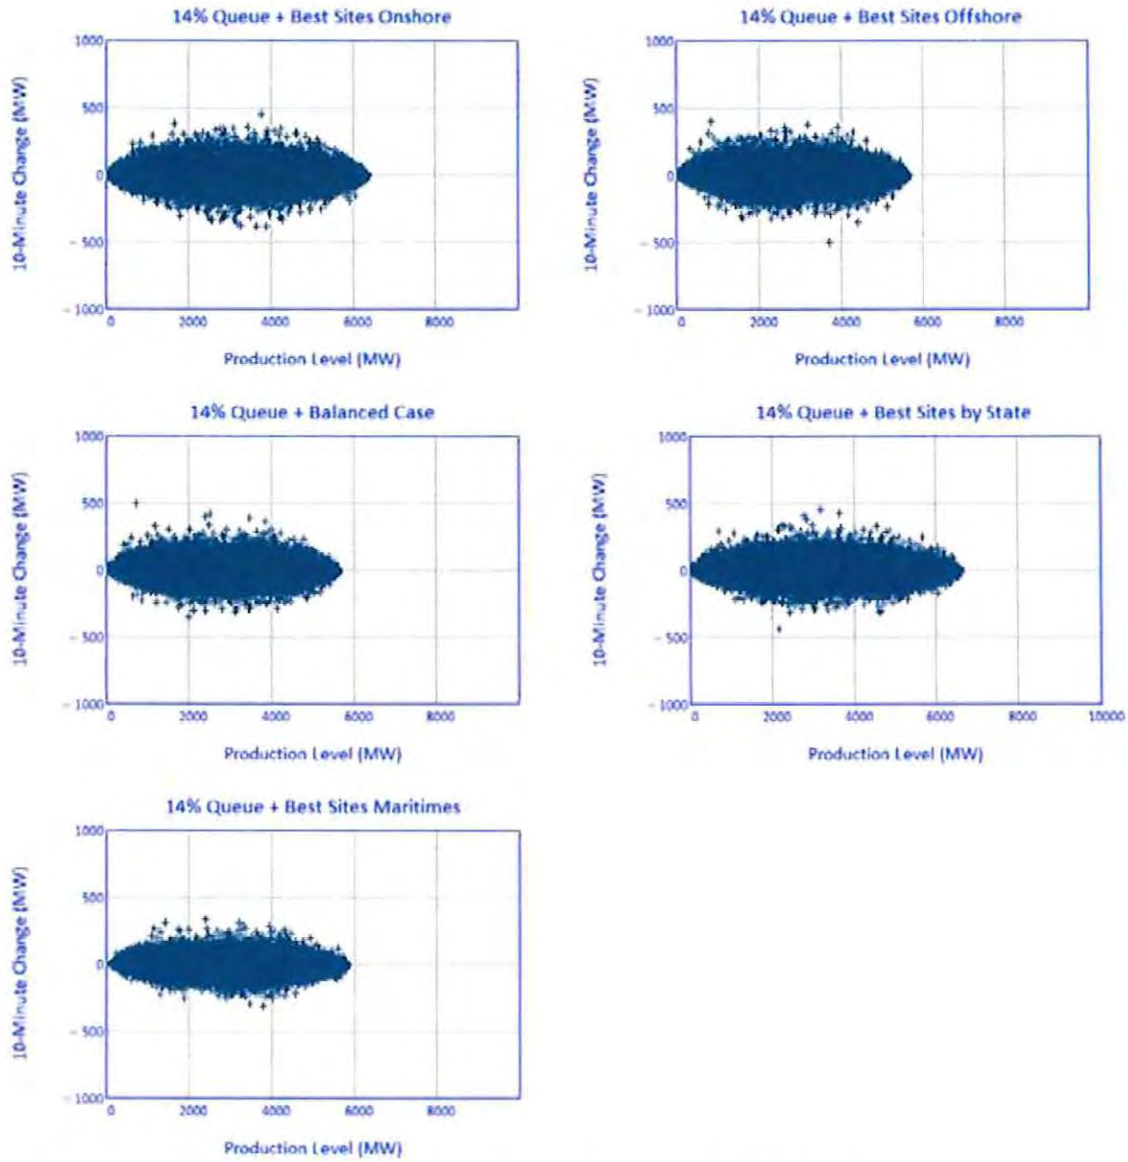 14% Queue + Best Sites Onshore
1000
500
0
- 500
- 1000
10-Minute Change (MW)
0 2000 4000 6000 8000
Production Level (MW)
14% Queue + Best Sites Offshore
1000
500
0
- 500
- 1000
10-Minute Change (MW)
0 2000 4000 6000 8000
Production Level (MW)
14% Queue + Balanced Case
1000
500
0
- 500
- 1000
10-Minute Change (MW)
0 2000 4000 6000 8000
Production Level (MW)
14% Queue + Best Sites by State
1000
500
0
- 500
- 1000
10-Minute Change (MW)
0 2000 4000 6000 8000 10000
Production Level (MW)
14% Queue + Best Sites Maritimes
1000
500
0
- 500
- 1000
10-Minute Change (MW)
0 2000 4000 6000 8000
Production Level (MW)